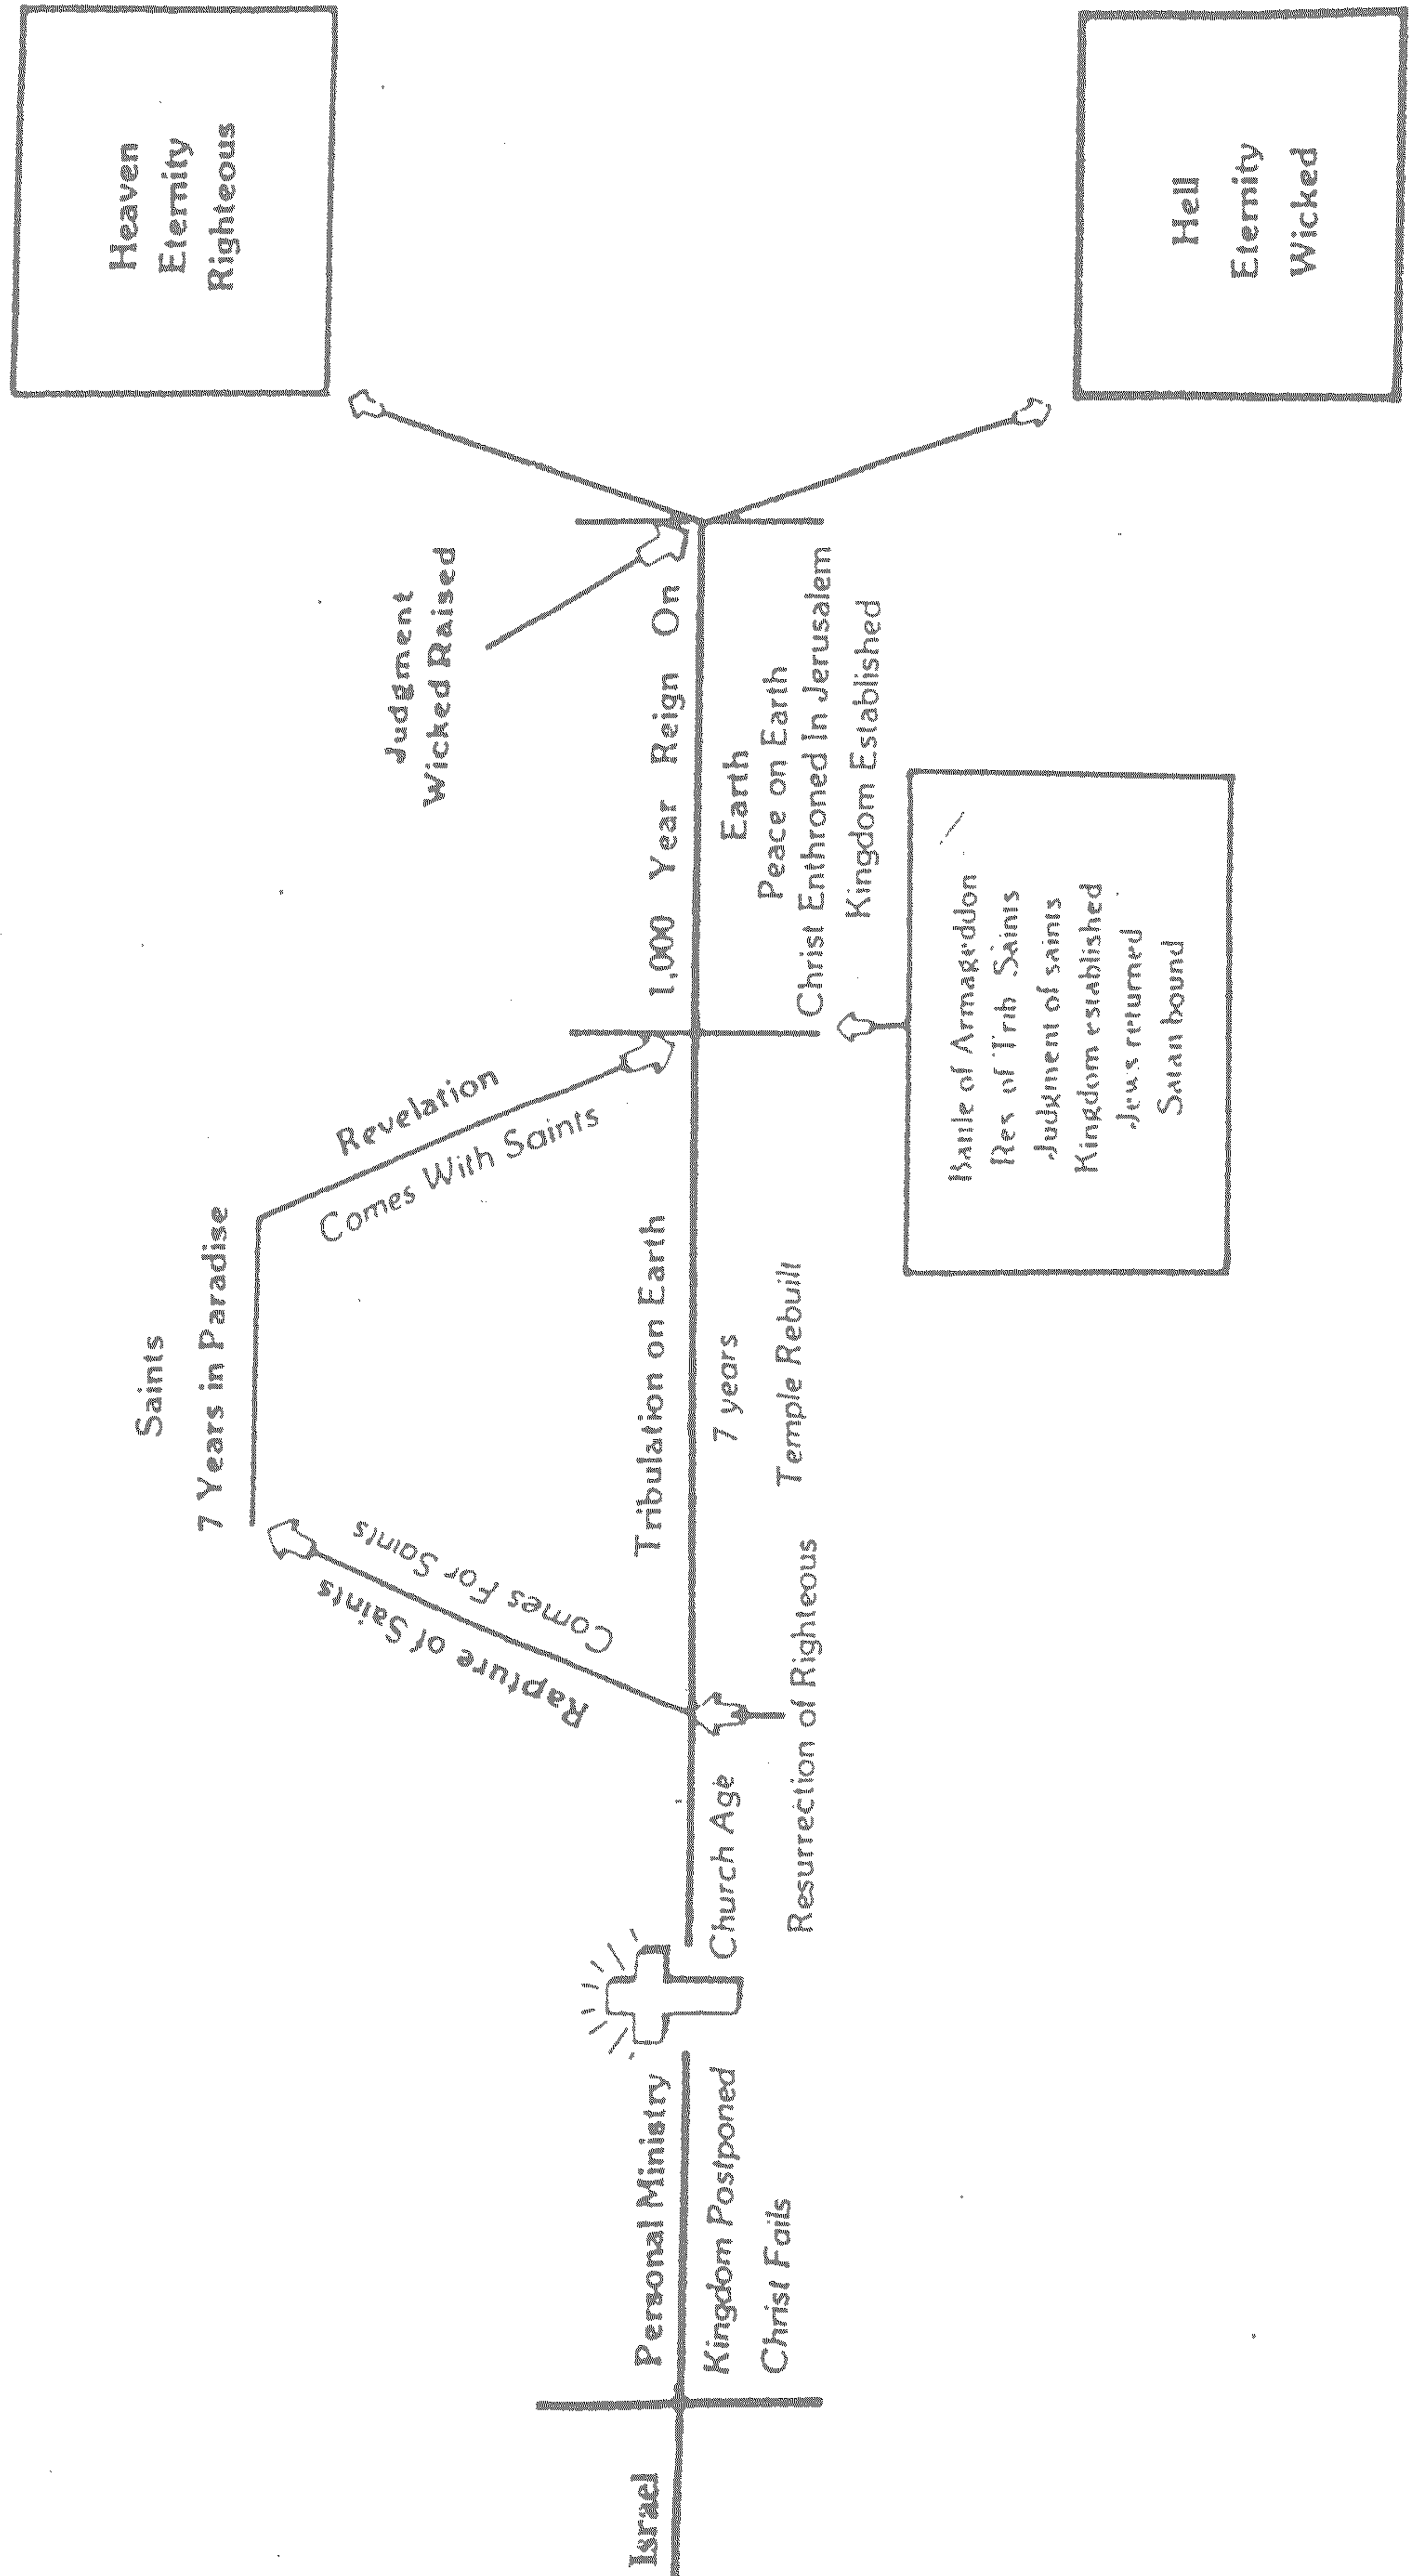 Israel
Personal Ministry
Kingdom Postponed
Christ Fails
Church Age
Resurrection of Righteous
Rapture of Saints
Comes For Saints
Saints
7 Years in Paradise
Tribulation on Earth
7 years
Temple Rebuilt
Revelation
Comes With Saints
1,000 Year Reign On
Earth
Peace on Earth
Christ Enthroned In Jerusalem
Kingdom Established
Battle of Armageddon
Res of Trib Saints
Judgment of saints
Kingdom established
Jews returned
Satan bound
Judgment
Wicked Raised
Heaven
Eternity
Righteous
Hell
Eternity
Wicked